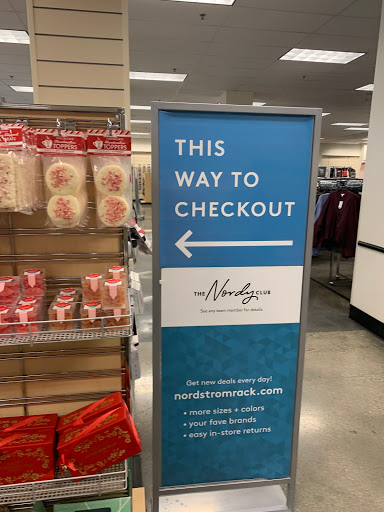 THIS
WAY TO
CHECKOUT
THE Nordy CLUB
See any team member for details.
Get new deals every day!
nordstromrack.com
• more sizes + colors
• your fave brands
• easy in-store returns
TOPPERS
TOPPERS